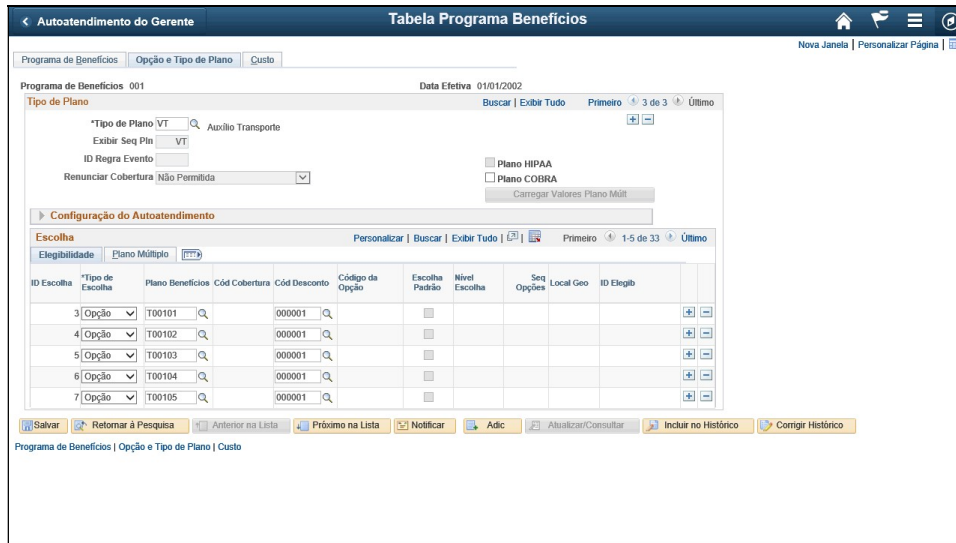 Autoatendimento do Gerente
Tabela Programa Benefícios
Nova Janela | Personalizar Página |
Programa de Benefícios Opção e Tipo de Plano Custo
Programa de Benefícios 001 Data Efetiva 01/01/2002
Tipo de Plano Buscar | Exibir Tudo Primeiro 3 de 3 Último
*Tipo de Plano VT Auxílio Transporte
Exibir Seq Pln VT
ID Regra Evento
Plano HIPAA
Renunciar Cobertura Não Permitida
Plano COBRA
Carregar Valores Plano Múlt
Configuração do Autoatendimento
Escolha Personalizar | Buscar | Exibir Tudo | | Primeiro 1-5 de 33 Último
Elegibilidade Plano Múltiplo
ID Escolha *Tipo de Escolha Plano Benefícios Cód Cobertura Cód Desconto Código da Opção Escolha Padrão Nível Escolha Seq Opções Local Geo ID Elegib
3 Opção T00101 000001
4 Opção T00102 000001
5 Opção T00103 000001
6 Opção T00104 000001
7 Opção T00105 000001
Salvar Retornar à Pesquisa Anterior na Lista Próximo na Lista Notificar Adic Atualizar/Consultar Incluir no Histórico Corrigir Histórico
Programa de Benefícios | Opção e Tipo de Plano | Custo